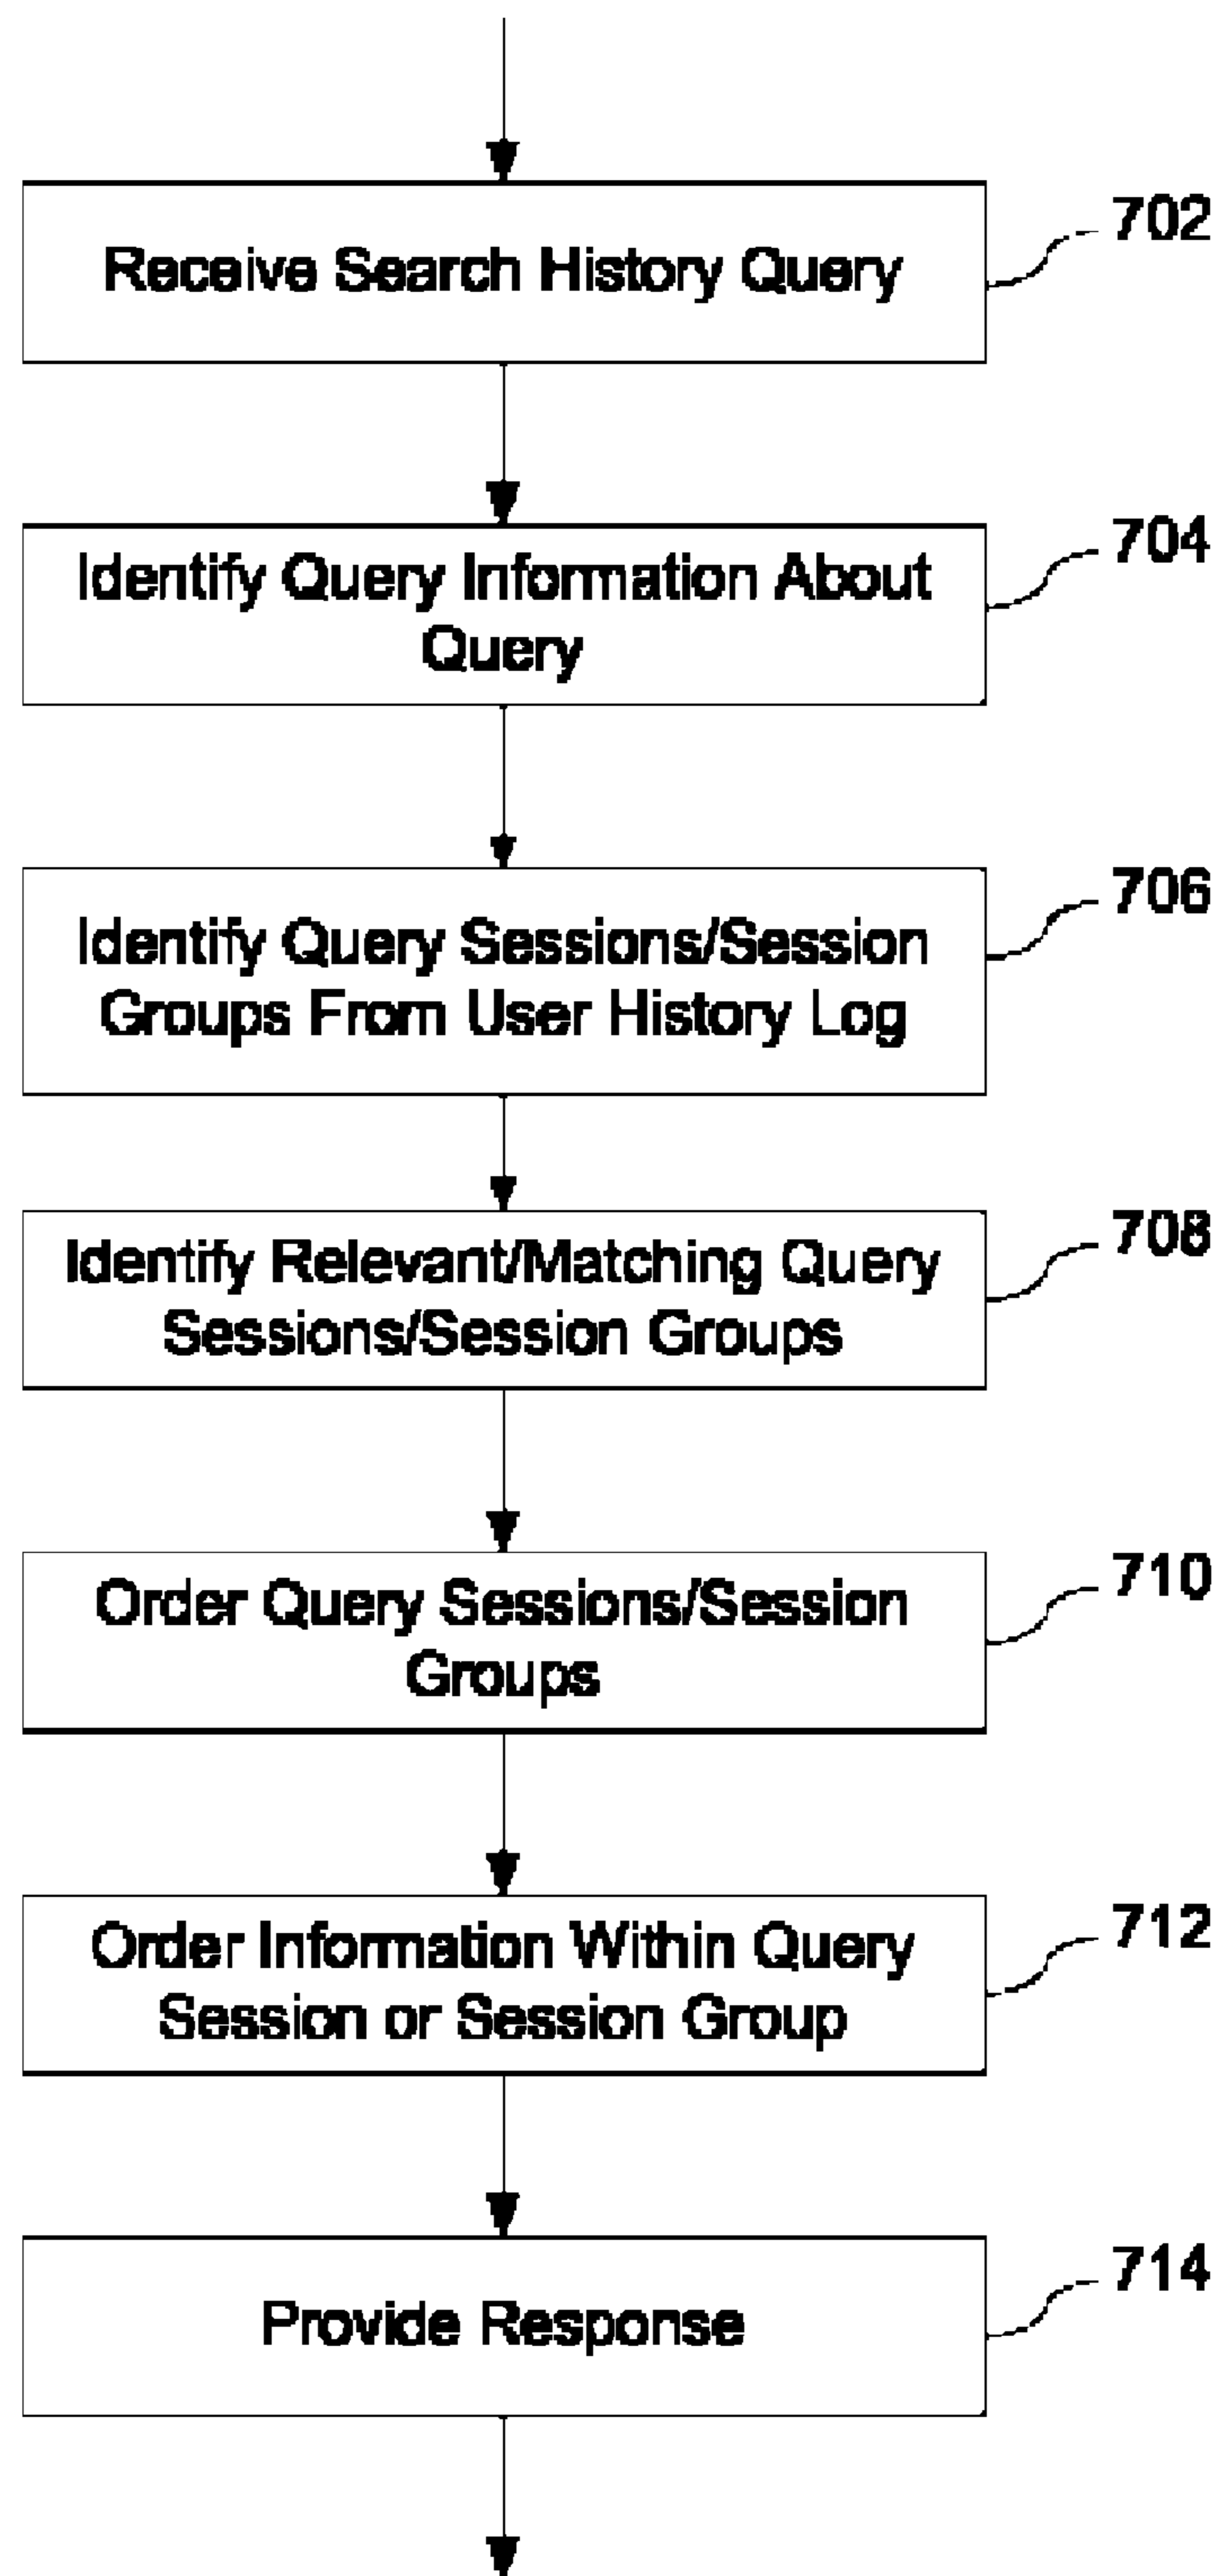 Receive Search History Query
702
Identify Query Information About
Query
704
Identify Query Sessions/Session
Groups From User History Log
706
Identify Relevant/Matching Query
Sessions/Session Groups
708
Order Query Sessions/Session
Groups
710
Order Information Within Query
Session or Session Group
712
Provide Response
714